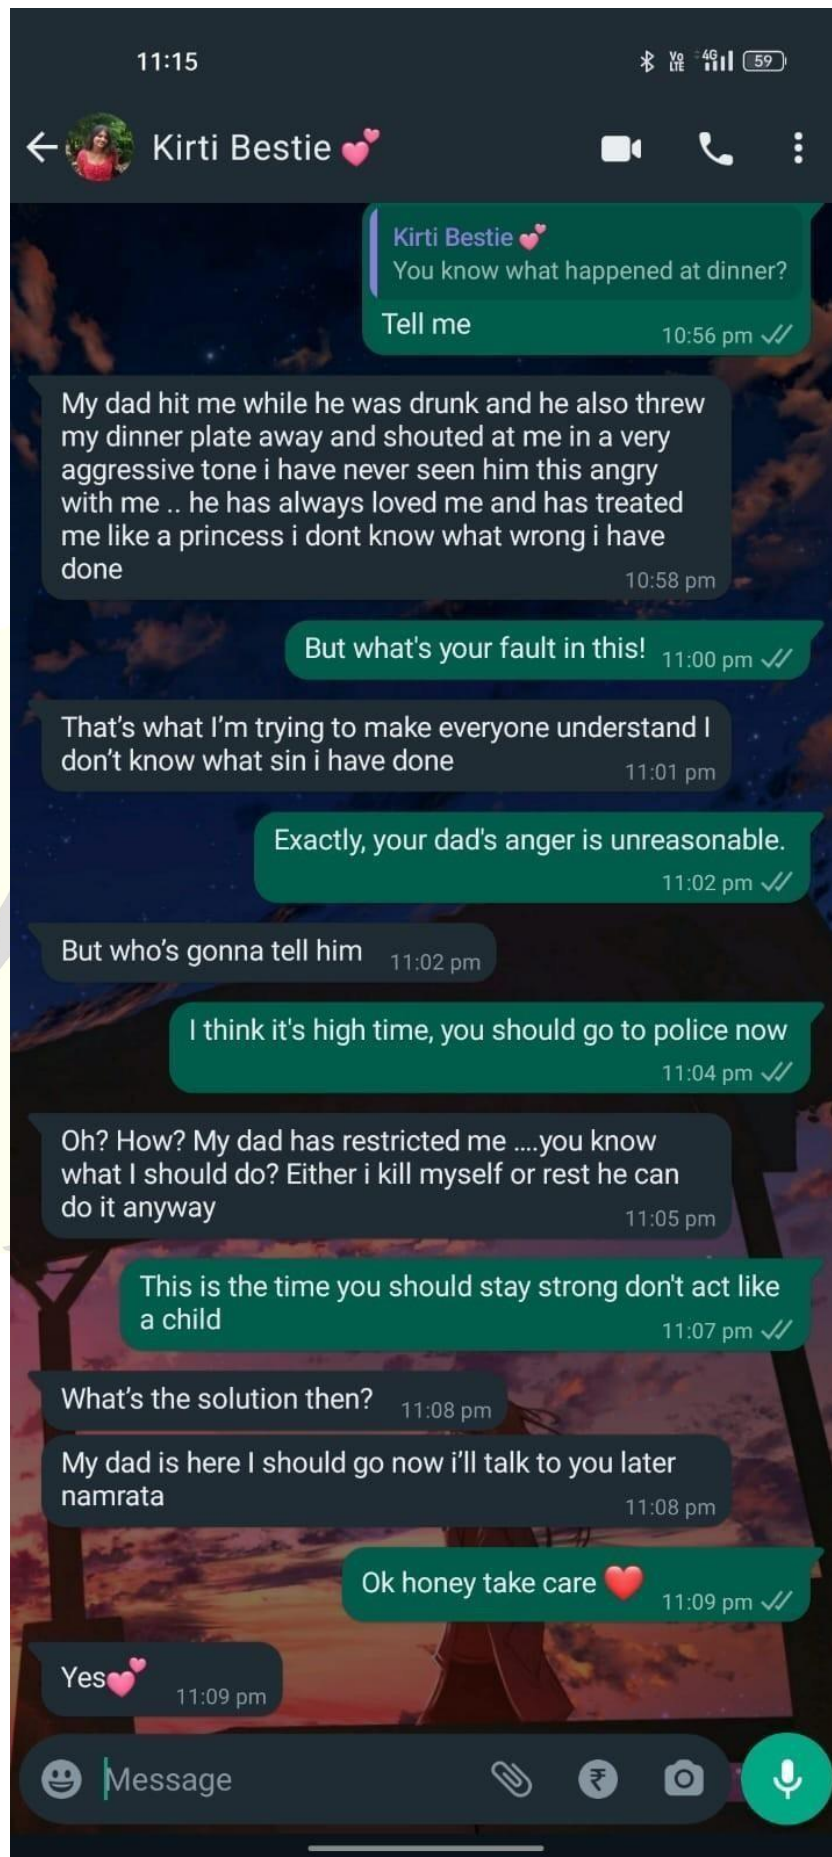 11:15
Vo LTE 4G 59
Kirti Bestie 💕
Kirti Bestie 💕
You know what happened at dinner?
Tell me
10:56 pm
My dad hit me while he was drunk and he also threw
my dinner plate away and shouted at me in a very
aggressive tone i have never seen him this angry
with me .. he has always loved me and has treated
me like a princess i dont know what wrong i have
done
10:58 pm
But what's your fault in this!
11:00 pm
That's what I'm trying to make everyone understand I
don't know what sin i have done
11:01 pm
Exactly, your dad's anger is unreasonable.
11:02 pm
But who's gonna tell him
11:02 pm
I think it's high time, you should go to police now
11:04 pm
Oh? How? My dad has restricted me ....you know
what I should do? Either i kill myself or rest he can
do it anyway
11:05 pm
This is the time you should stay strong don't act like
a child
11:07 pm
What's the solution then?
11:08 pm
My dad is here I should go now i'll talk to you later
namrata
11:08 pm
Ok honey take care ❤️
11:09 pm
Yes💕
11:09 pm
Message
₹